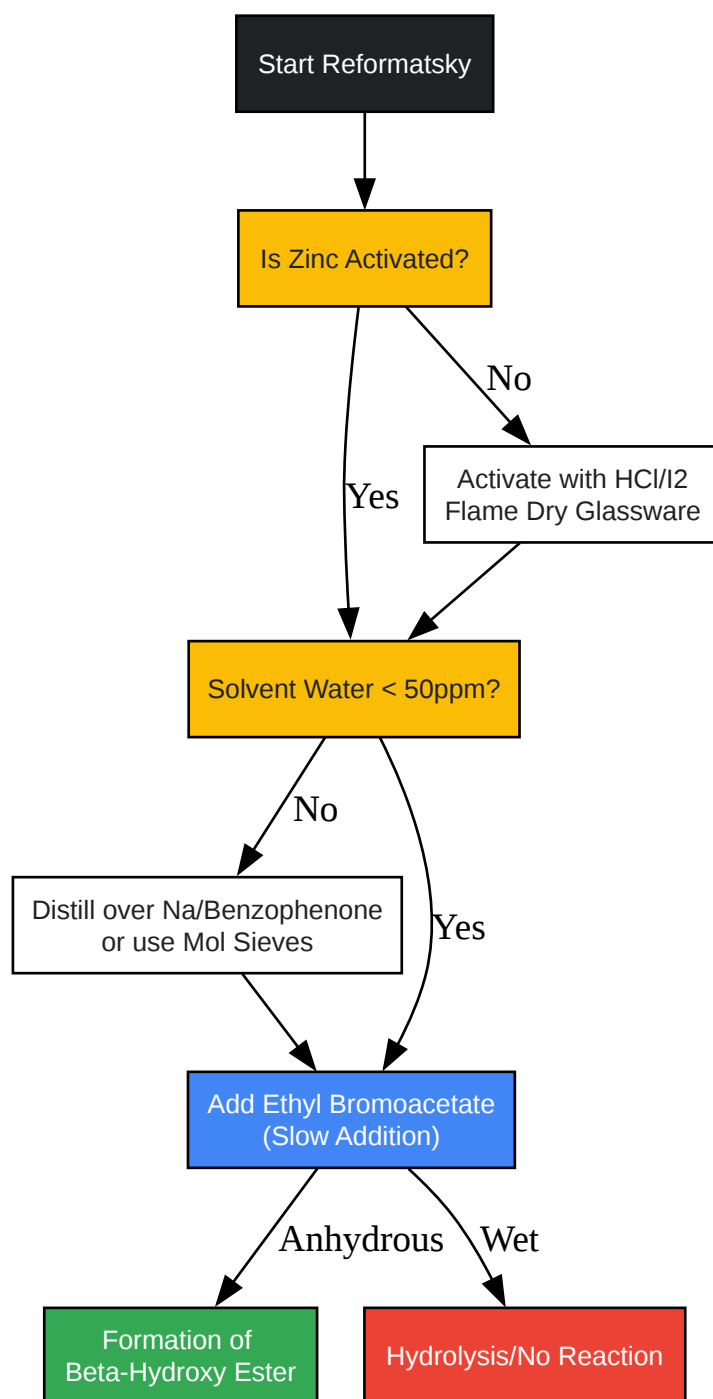 Start Reformatsky
Is Zinc Activated?
No
Yes
Activate with HCl/I2
Flame Dry Glassware
Solvent Water < 50ppm?
No
Yes
Distill over Na/Benzophenone
or use Mol Sieves
Add Ethyl Bromoacetate
(Slow Addition)
Anhydrous
Wet
Formation of
Beta-Hydroxy Ester
Hydrolysis/No Reaction